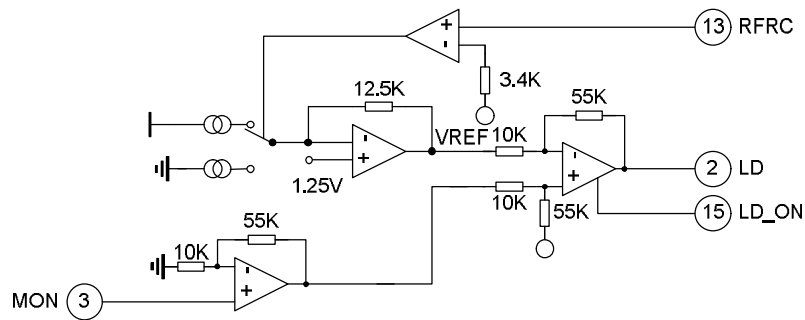 13 RFRC
3.4K
12.5K
55K
VREF
10K
1.25V
2 LD
10K
55K
15 LD_ON
55K
10K
MON 3